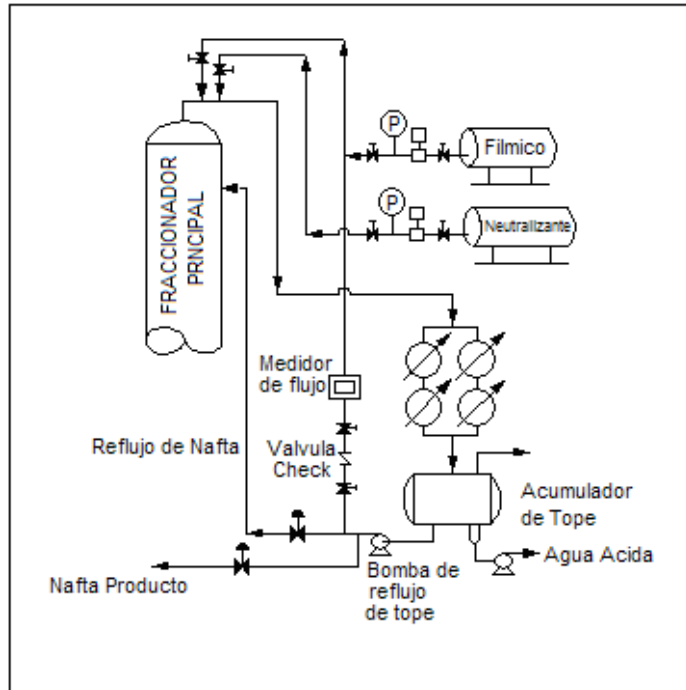 P
Fílmico
P
Neutralizante
FRACCIONADOR
PRNCIPAL
Medidor
de flujo
Reflujo de Nafta
Valvula
Check
Acumulador
de Tope
Agua Acida
Bomba de
reflujo
de tope
Nafta Producto